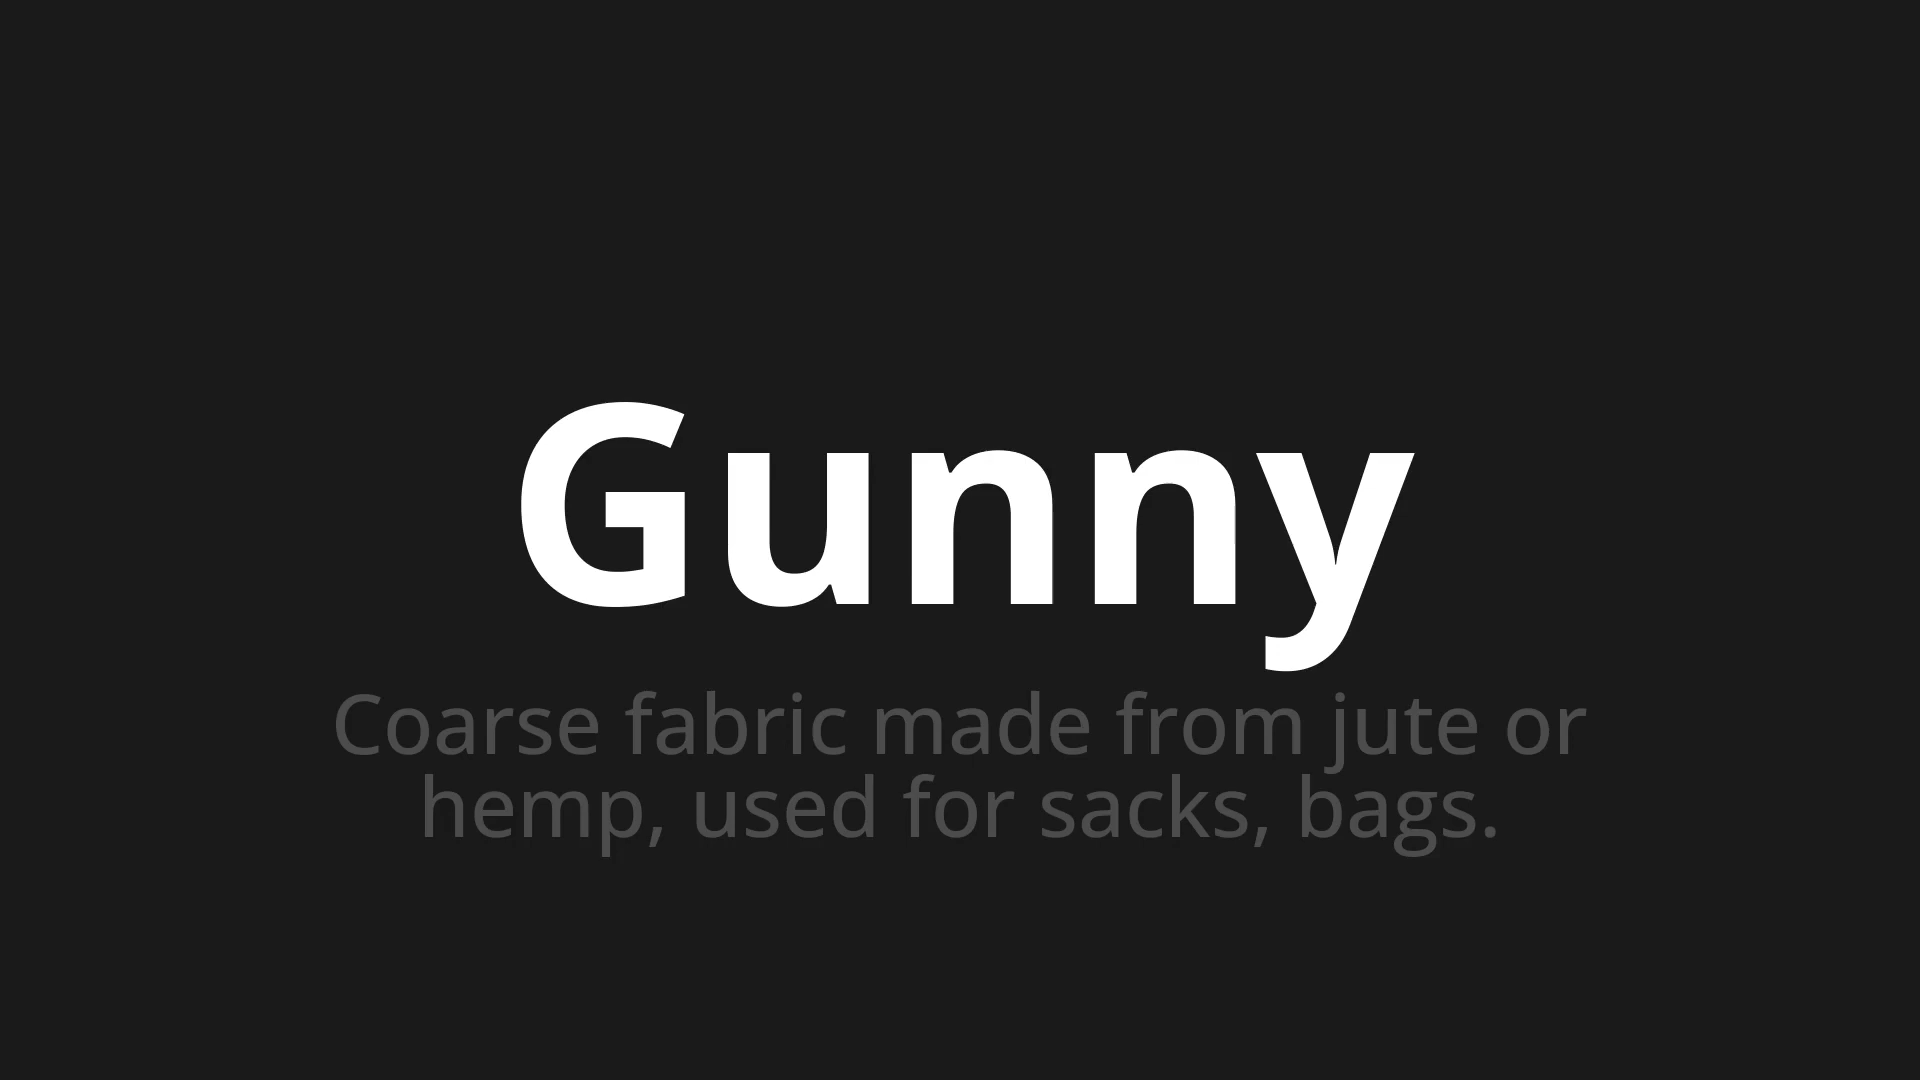 Gunny
Coarse fabric made from jute or
hemp, used for sacks, bags.